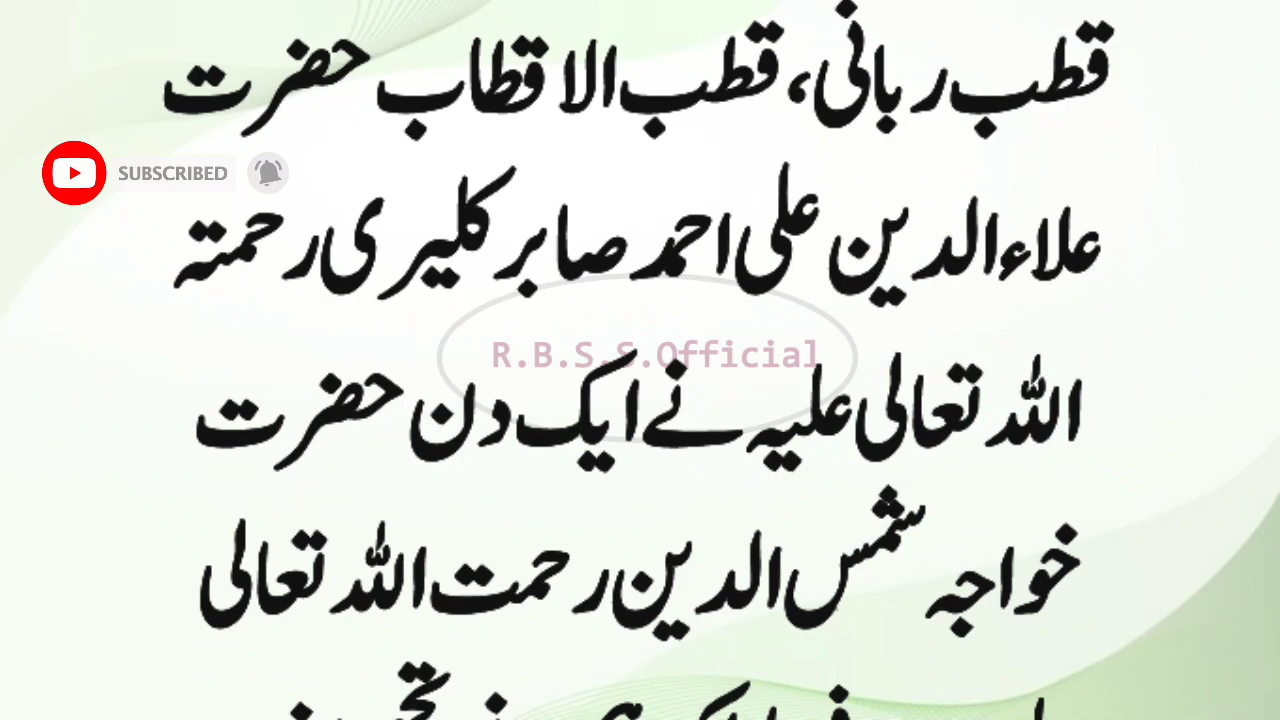 قطب ربانی، قطب الاقطاب حضرت
SUBSCRIBED
علاءالدین علی احمد صابر کلیری رحمتہ
R.B.S.S.Official
اللہ تعالی علیہ نے ایک دن حضرت
خواجہ شمس الدین رحمت اللہ تعالی